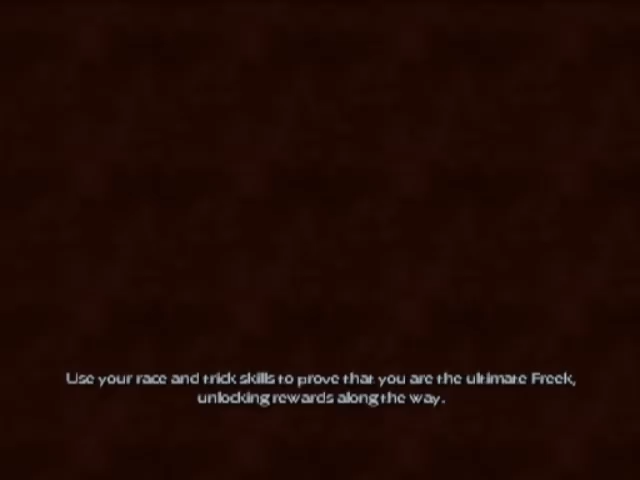 Use your race and trick skills to prove that you are the ultimate Freek,
unlocking rewards along the way.